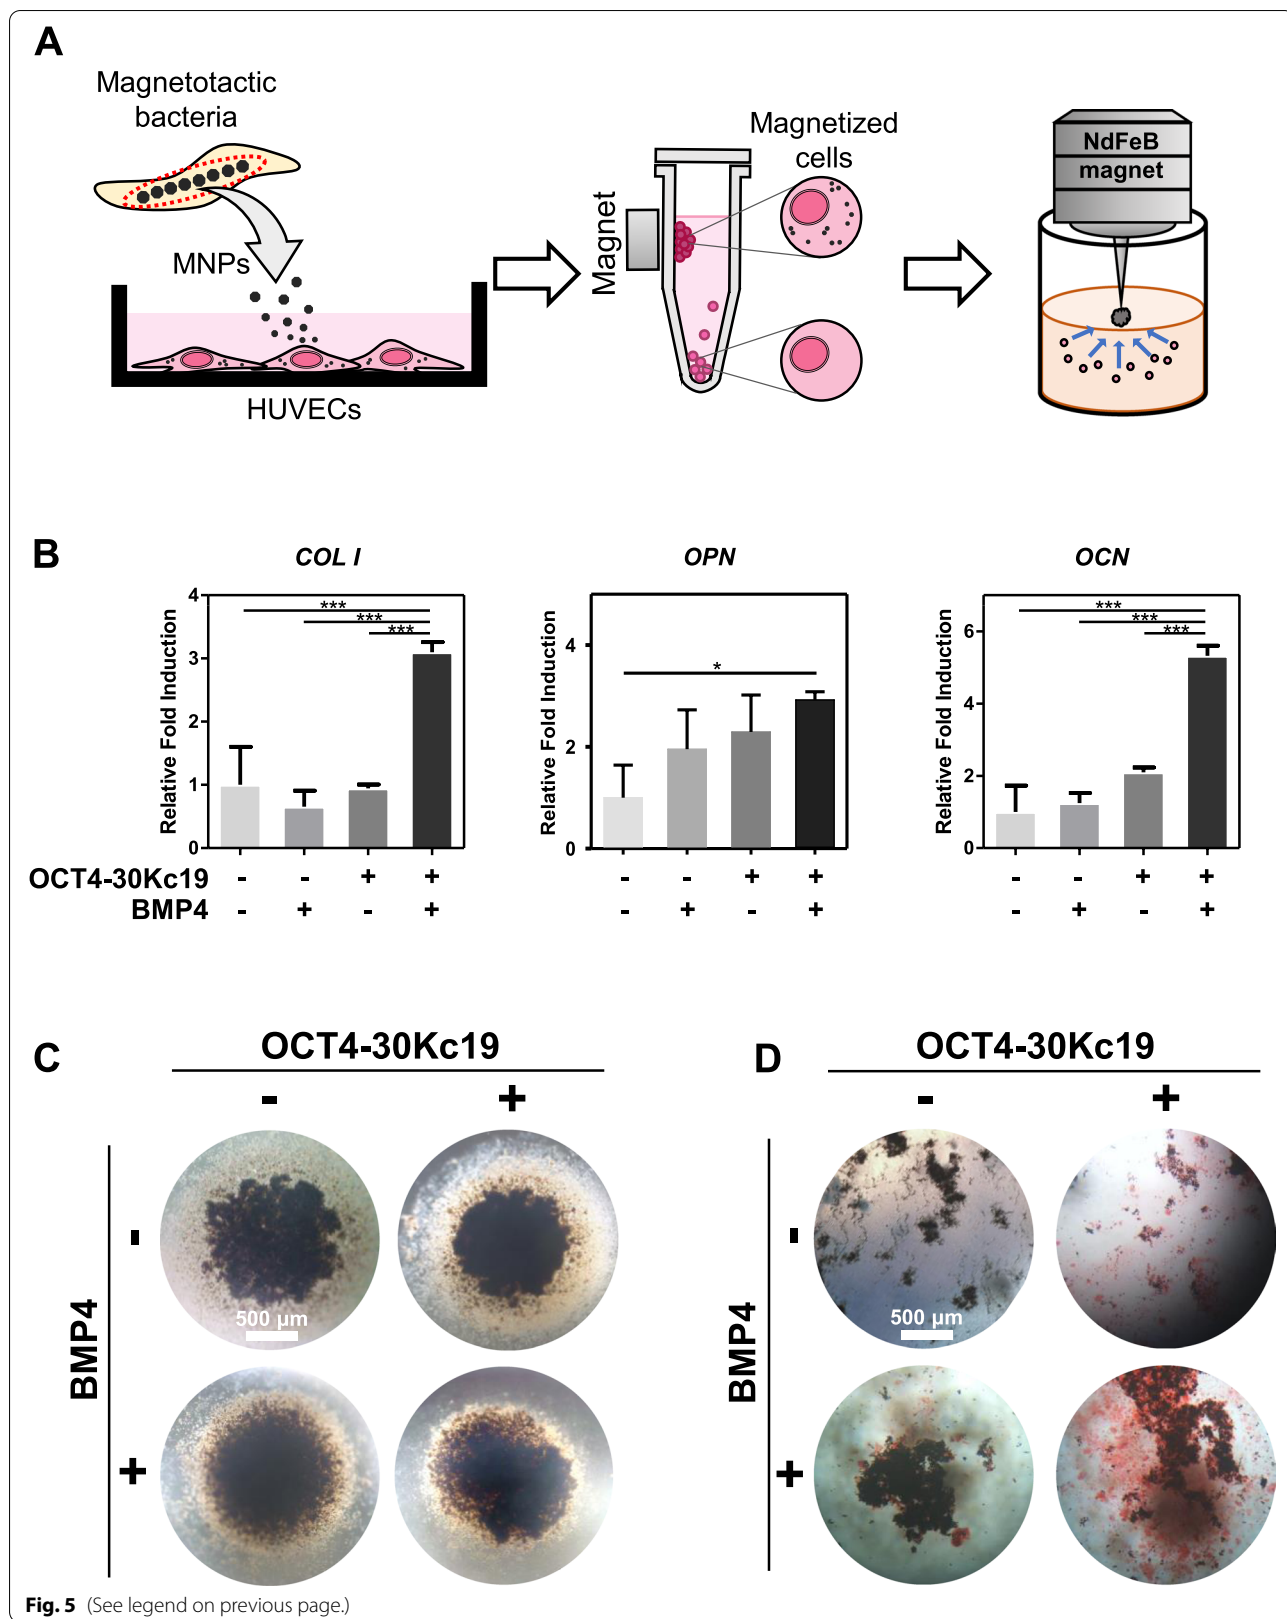 A
Magnetotactic
bacteria
MNPs
HUVECs
Magnet
Magnetized
cells
NdFeB
magnet
B
COL I
Relative Fold Induction
4
3
2
1
0
***
***
***
OPN
Relative Fold Induction
4
2
0
*
OCN
Relative Fold Induction
6
4
2
0
***
***
***
OCT4-30Kc19 - - + + - - + + - - + +
BMP4 - + - + - + - + - + - +
C
OCT4-30Kc19
- +
BMP4
-
+
500 μm
D
OCT4-30Kc19
- +
BMP4
-
+
500 μm
Fig. 5 (See legend on previous page.)